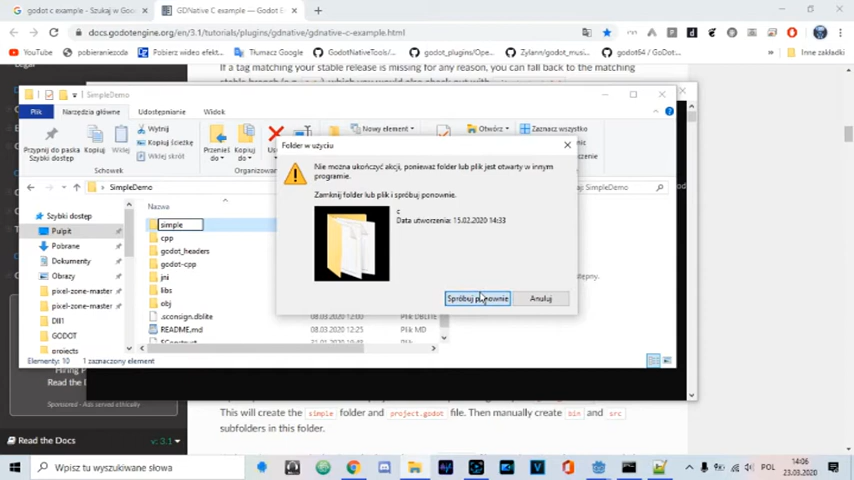 godot c example - Szukaj w Goo
GDNative C example — Godot E
docs.godotengine.org/en/3.1/tutorials/plugins/gdnative/gdnative-c-example.html
YouTube
pobieraniezoda
Pobierz video efekty...
Tłumacz Google
GodotNativeTools/...
godot_plugins/Ope...
Zylann/godot_mus...
godot64 / GoDot...
Inne zakładki
If a tag matching your stable release is missing for any reason, you can fall back to the matching
SimpleDemo
Plik
Narzędzia główne
Udostępnianie
Widok
Przypnij do paska
Szybki dostęp
Kopiuj
Wklej
Wytnij
Kopiuj ścieżkę
Wklej skrót
Schowek
Przenieś
do
Kopiuj
do
Organizowa
Nowy element
Otwórz
Zaznacz wszystko
SimpleDemo
Szybki dostęp
Pulpit
Pobrane
Dokumenty
Obrazy
pixel-zone-master
pixel-zone-master
Dll1
GODOT
projects
Nazwa
simple
cpp
godot_headers
godot-cpp
jni
libs
obj
.sconsign.dblite
08.03.2020 12:00
Plik DBLITE
README.md
08.03.2020 12:25
Plik MD
Elementy: 10
1 zaznaczony element
Folder w użyciu
Nie można ukończyć akcji, ponieważ folder lub plik jest otwarty w innym
programie.
Zamknij folder lub plik i spróbuj ponownie.
c
Data utworzenia: 15.02.2020 14:33
Spróbuj ponownie
Anuluj
Hiring P
Read the
Sponsored · Ads served ethically
This will create the simple folder and project.godot file. Then manually create bin and src
subfolders in this folder.
Read the Docs
v: 3.1
Wpisz tu wyszukiwane słowa
POL
14:06
23.03.2020